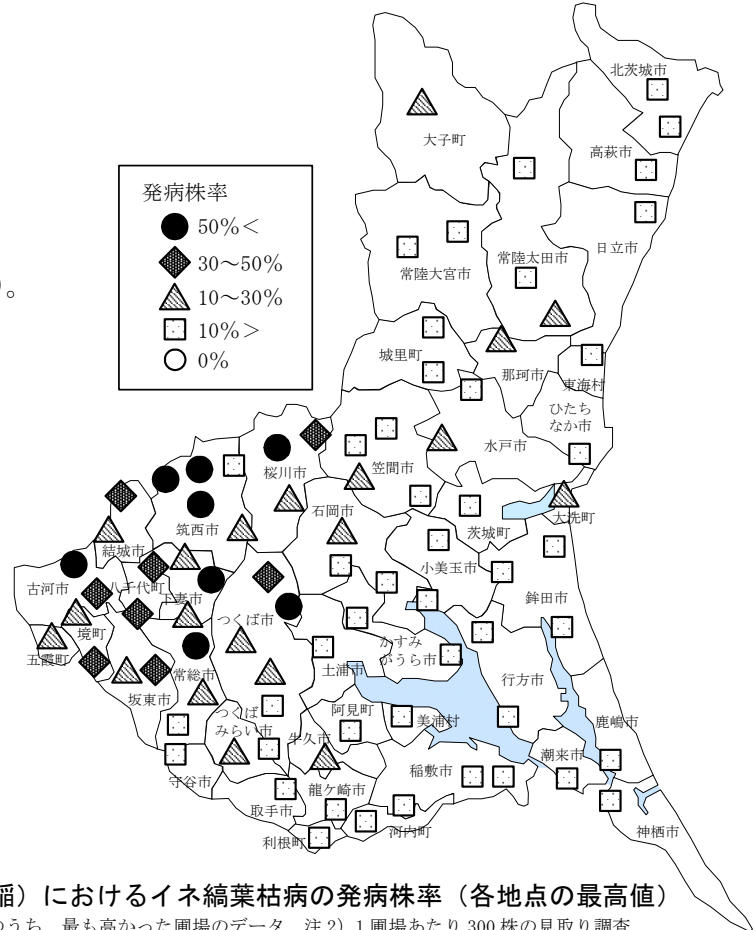 北茨城市
大子町
高萩市
発病株率
50%<
30～50%
10～30%
10%>
0%
。
日立市
常陸太田市
常陸大宮市
城里町
那珂市
東海村
ひたち
なか市
水戸市
笠間市
桜川市
石岡市
茨城町
大洗町
筑西市
結城市
小美玉市
鉾田市
古河市
八千代町
下妻市
つくば市
境町
五霞町
かすみ
がうら市
土浦市
常総市
坂東市
行方市
つくば
みらい市
阿見町
美浦村
鹿嶋市
牛久市
潮来市
守谷市
稲敷市
龍ケ崎市
取手市
河内町
利根町
神栖市
稲）におけるイネ縞葉枯病の発病株率（各地点の最高値）
のうち、最も高かった圃場のデータ 注 2）1 圃場あたり 300 株の見取り調査